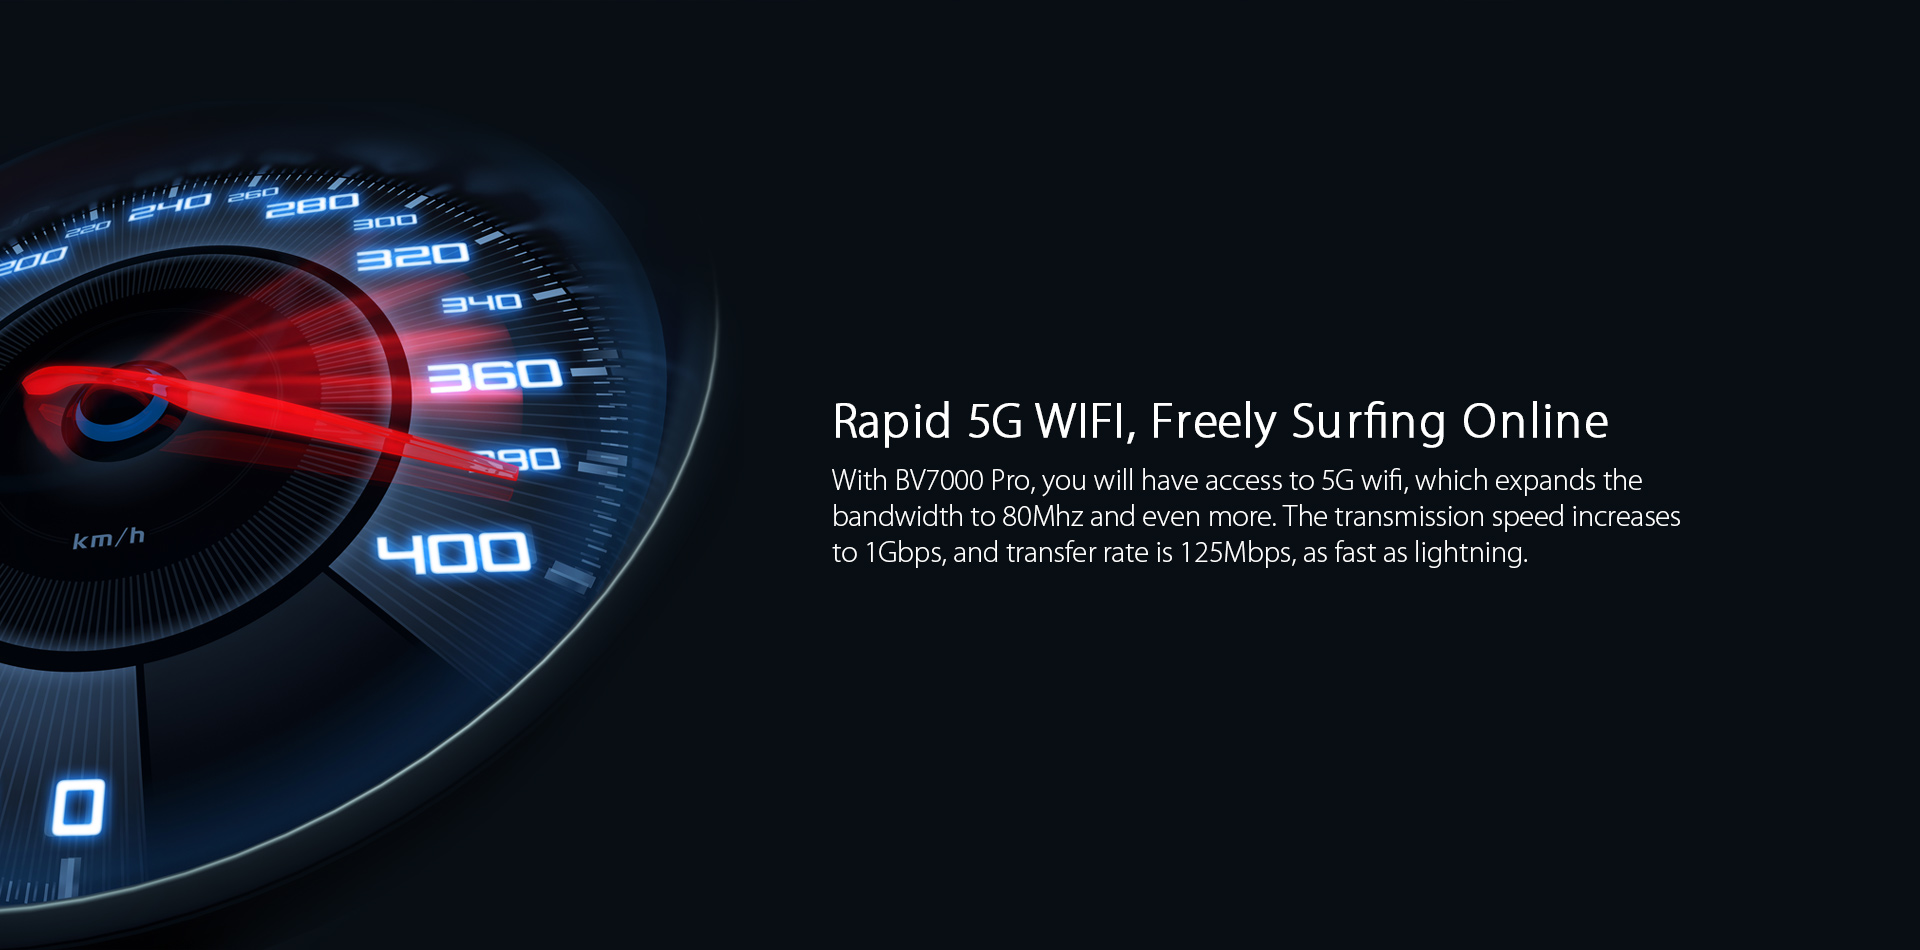 200
220
240
260
280
300
320
340
360
400
km/h
0
Rapid 5G WIFI, Freely Surfing Online
With BV7000 Pro, you will have access to 5G wifi, which expands the
bandwidth to 80Mhz and even more. The transmission speed increases
to 1Gbps, and transfer rate is 125Mbps, as fast as lightning.